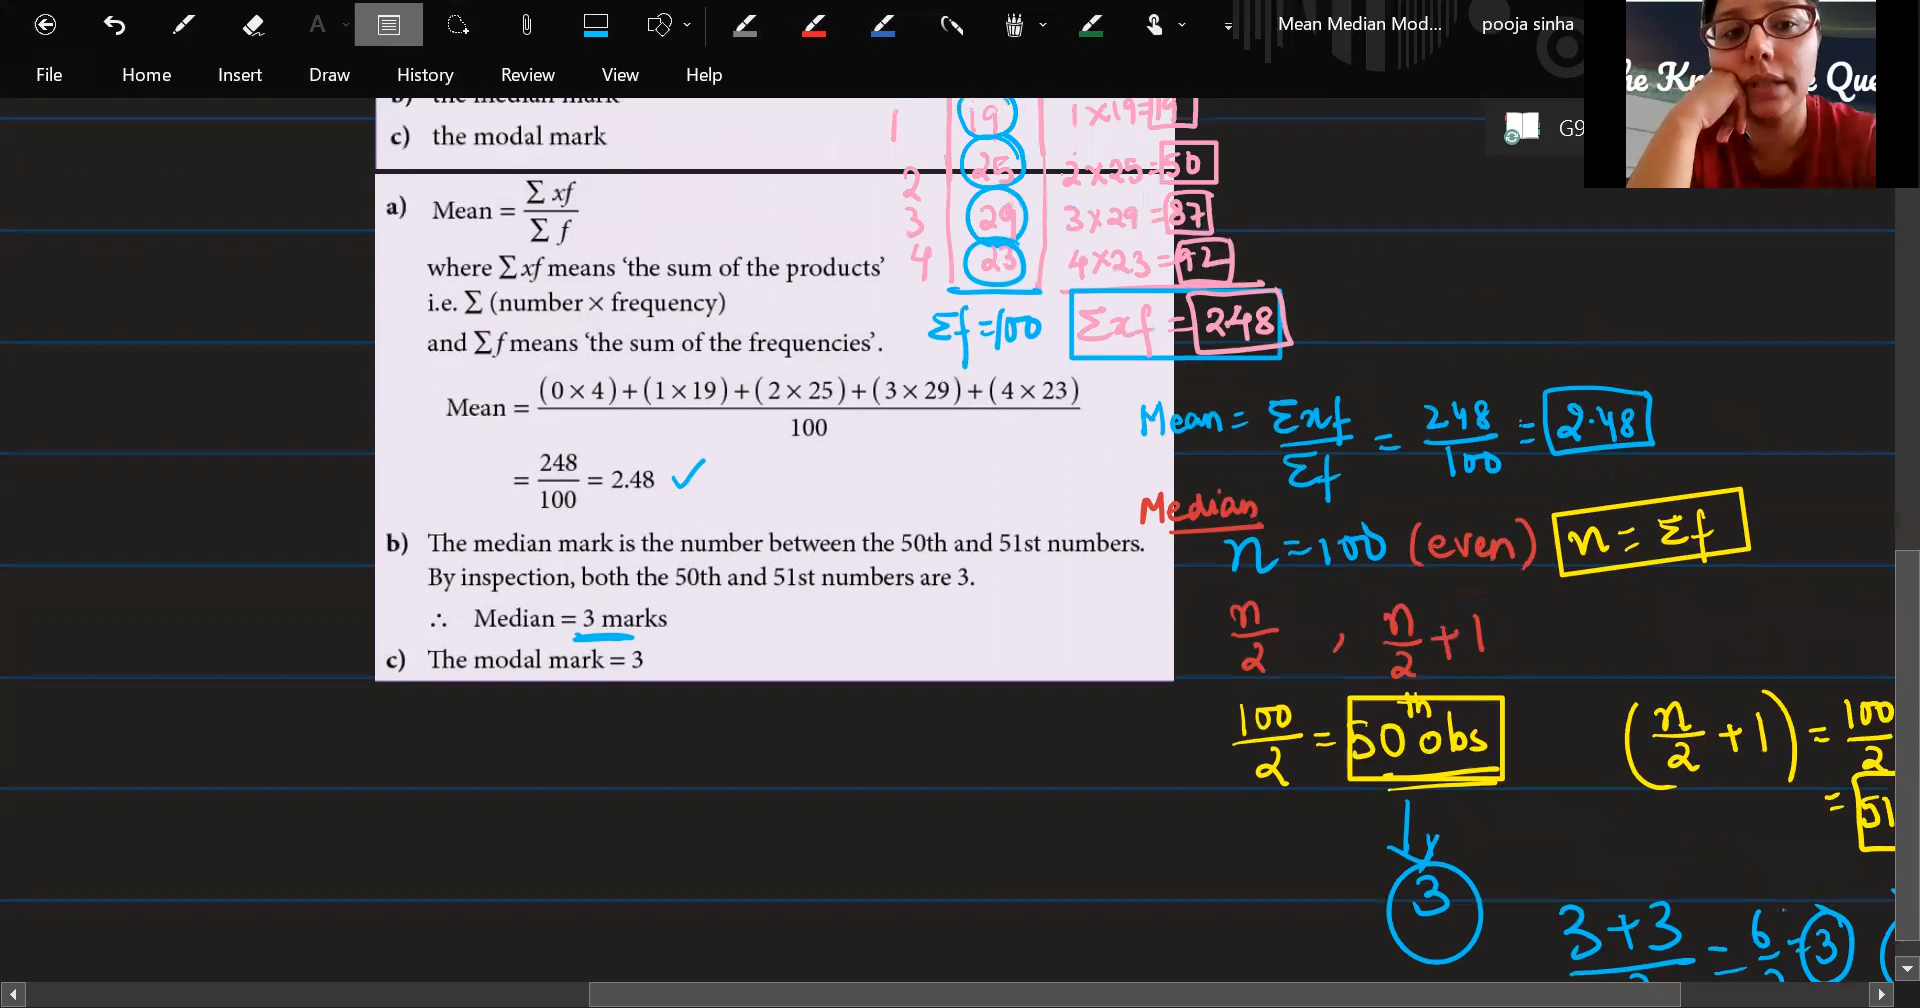 Mean Median Mod... pooja sinha
File Home Insert Draw History Review View Help
G9
c) the modal mark
1 19 1×19=19
2 25 2×25=50
3 29 3×29=87
4 23 4×23=92
Σf=100 Σxf = 248
a) Mean = Σxf / Σf
where Σxf means ‘the sum of the products’
i.e. Σ (number × frequency)
and Σf means ‘the sum of the frequencies’.
Mean = (0 × 4) + (1 × 19) + (2 × 25) + (3 × 29) + (4 × 23) / 100
= 248/100 = 2.48
b) The median mark is the number between the 50th and 51st numbers.
By inspection, both the 50th and 51st numbers are 3.
∴ Median = 3 marks
c) The modal mark = 3
Mean = Σxf/Σf = 248/100 = 2.48
Median
n=100 (even) n = Σf
n/2 , n/2 + 1
100/2 = 50th obs
(n/2 + 1) = 100/2
= 51
3
3+3 = 6 = 3